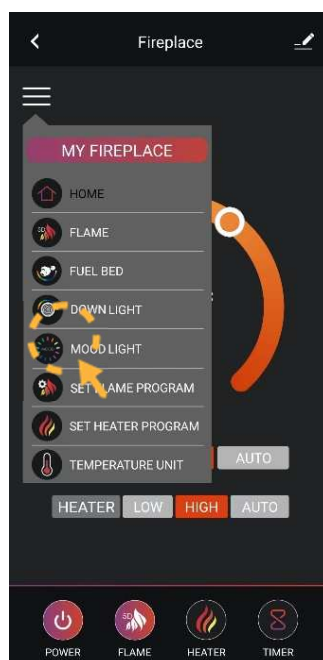 Fireplace
MY FIREPLACE
HOME
FLAME
FUEL BED
DOWN LIGHT
MOOD LIGHT
SET FLAME PROGRAM
SET HEATER PROGRAM
TEMPERATURE UNIT
AUTO
HEATER LOW HIGH AUTO
POWER FLAME HEATER TIMER